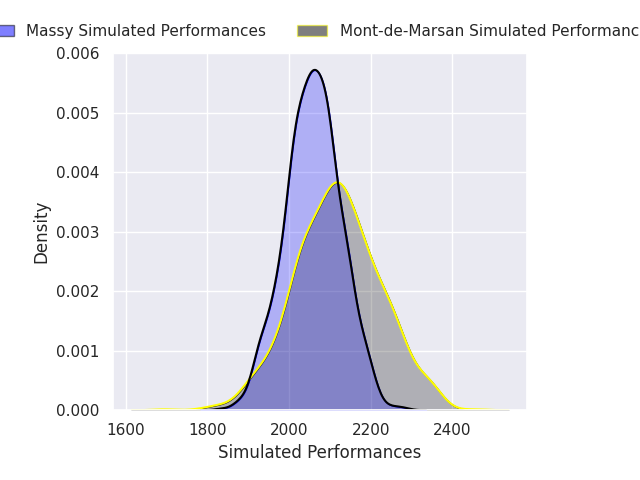 Massy Simulated Performances
Mont-de-Marsan Simulated Performanc
0.006
0.005
0.004
0.003
0.002
0.001
0.000
Density
1600 1800 2000 2200 2400
Simulated Performances